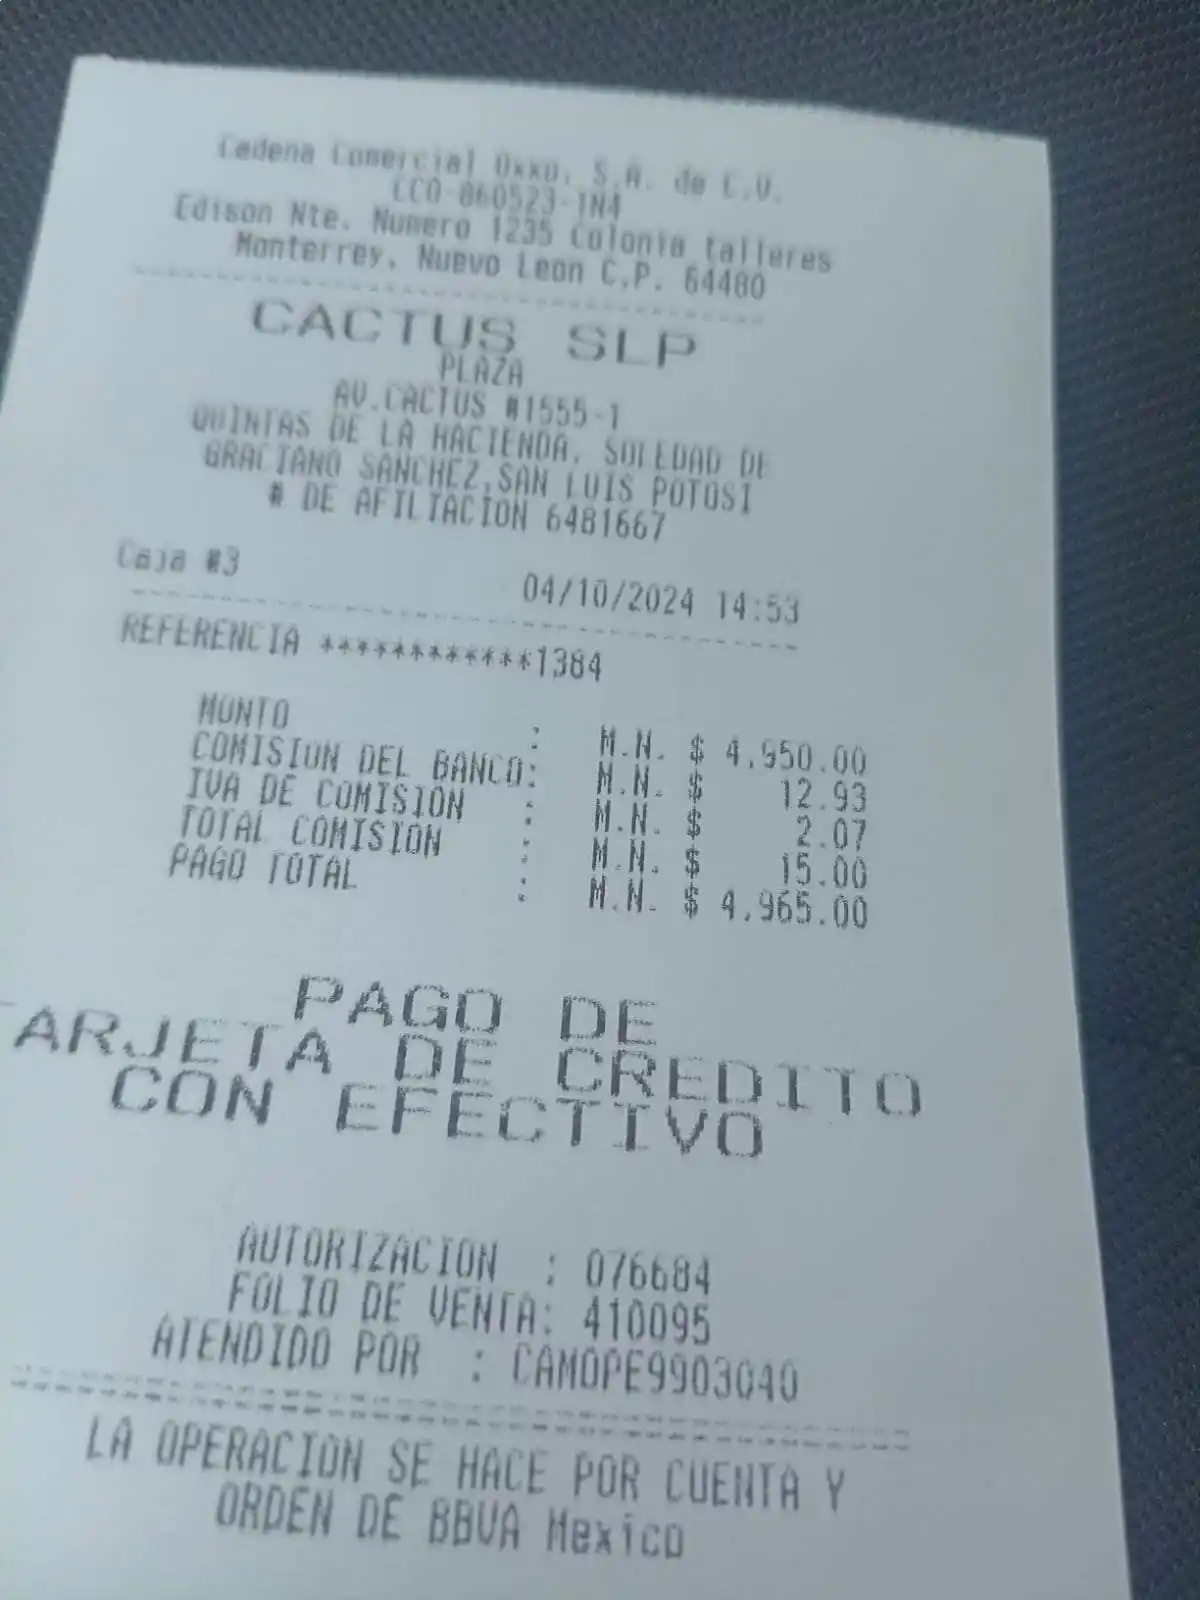 Cadena Comercial Oxxo, S.A. de C.V.
CCO-860523-1N4
Edison Nte. Numero 1235 Colonia talleres
Monterrey, Nuevo Leon C.P. 64480
CACTUS SLP
PLAZA
AV.CACTUS #1555-1
QUINTAS DE LA HACIENDA, SOLEDAD DE
GRACIANO SANCHEZ,SAN LUIS POTOSI
# DE AFILIACION 6481667
Caja #3 04/10/2024 14:53
REFERENCIA ************1384
MONTO : M.N. $ 4,950.00
COMISION DEL BANCO: M.N. $ 12.93
IVA DE COMISION : M.N. $ 2.07
TOTAL COMISION : M.N. $ 15.00
PAGO TOTAL : M.N. $ 4,965.00
PAGO DE
TARJETA DE CREDITO
CON EFECTIVO
AUTORIZACION : 076684
FOLIO DE VENTA: 410095
ATENDIDO POR : CAMOPE9903040
LA OPERACION SE HACE POR CUENTA Y
ORDEN DE BBVA Mexico